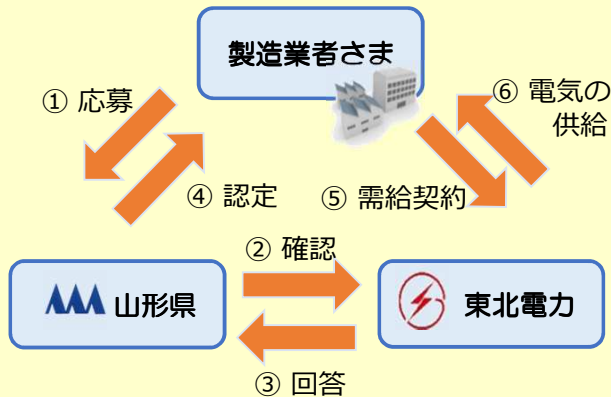 製造業者さま
① 応募
⑥ 電気の
供給
④ 認定
⑤ 需給契約
② 確認
山形県
東北電力
③ 回答